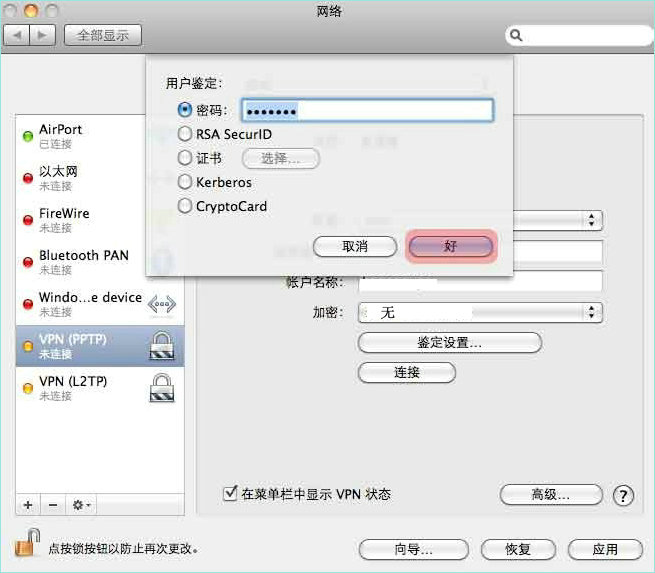 网络
全部显示
用户鉴定：
密码：
RSA SecurID
证书 选择...
Kerberos
CryptoCard
取消 好
AirPort
已连接
以太网
未连接
FireWire
未连接
Bluetooth PAN
未连接
Windo...e device
未连接
VPN (PPTP)
未连接
VPN (L2TP)
未连接
帐户名称：
加密： 无
鉴定设置...
连接
在菜单栏中显示 VPN 状态
高级...
?
点按锁按钮以防止再次更改。
向导...
恢复
应用